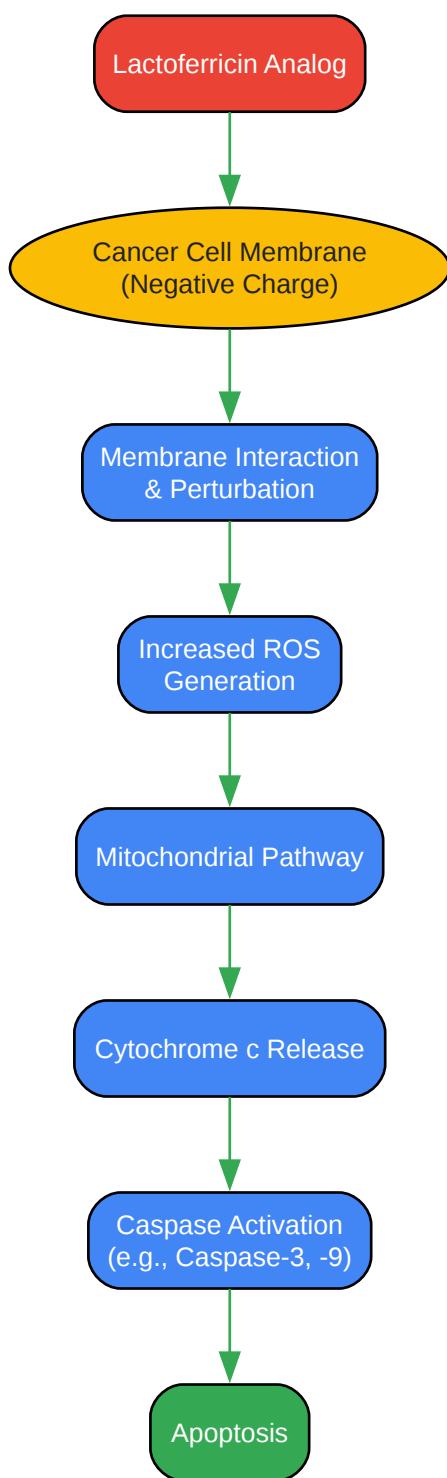 Lactoferricin Analog
Cancer Cell Membrane
(Negative Charge)
Membrane Interaction
& Perturbation
Increased ROS
Generation
Mitochondrial Pathway
Cytochrome c Release
Caspase Activation
(e.g., Caspase-3, -9)
Apoptosis